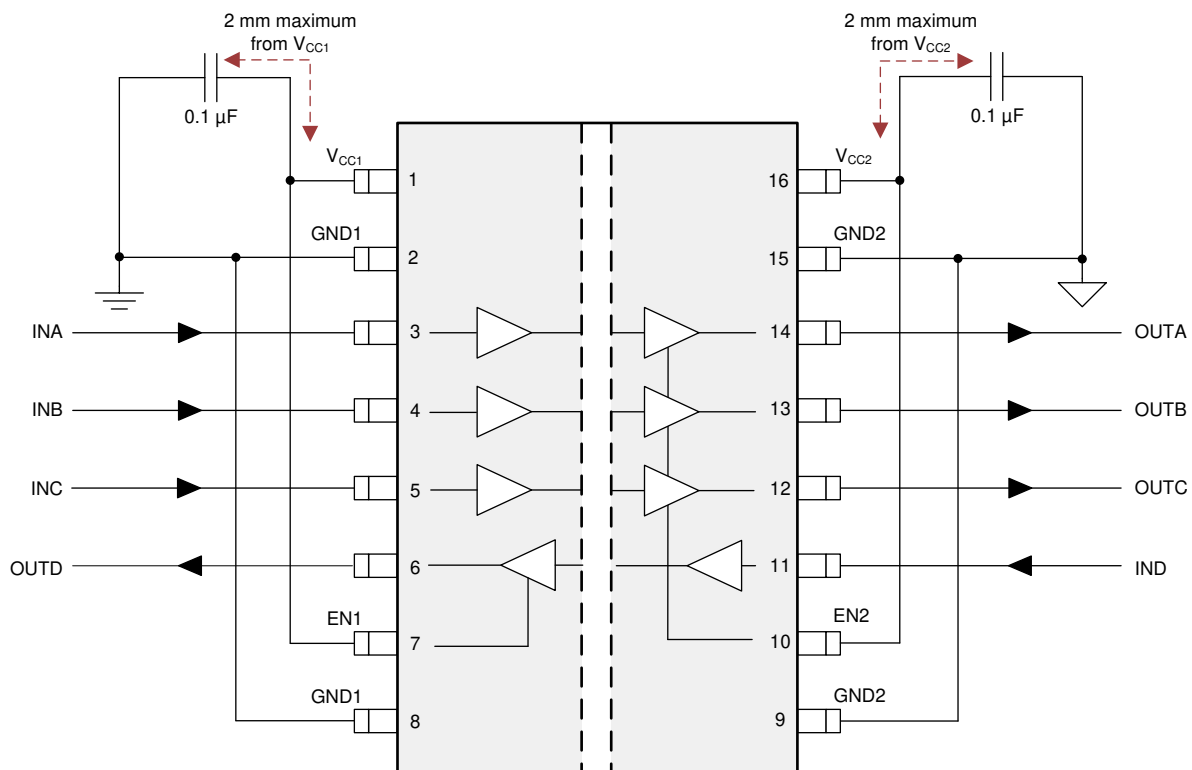 2 mm maximum
from VCC1
2 mm maximum
from VCC2
0.1 µF
0.1 µF
VCC1
1
16
VCC2
GND1
2
15
GND2
INA
3
14
OUTA
INB
4
13
OUTB
INC
5
12
OUTC
OUTD
6
11
IND
EN1
7
10
EN2
GND1
8
9
GND2